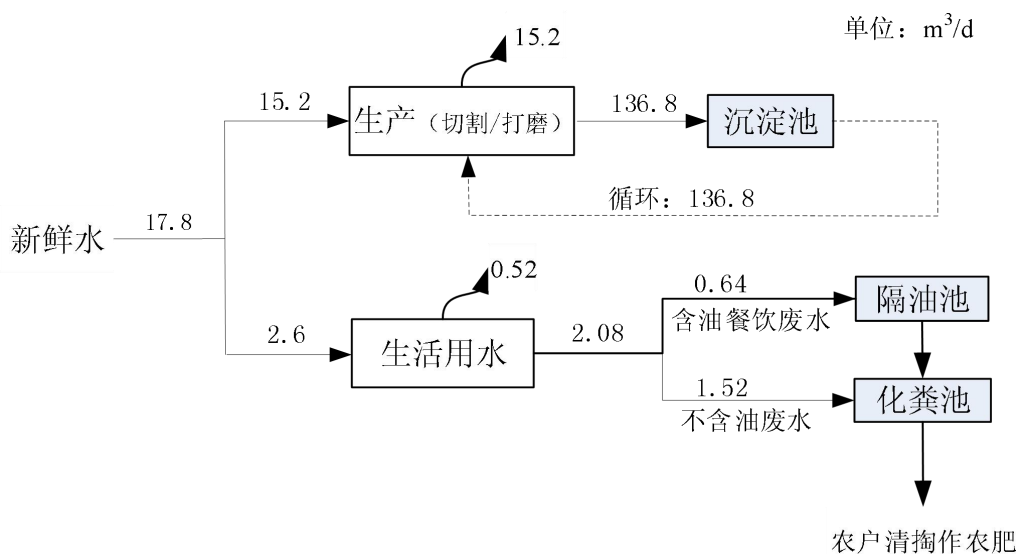 单位：m³/d
15.2
15.2
生产（切割/打磨）
136.8
沉淀池
循环：136.8
新鲜水
17.8
0.52
2.6
生活用水
2.08
0.64
含油餐饮废水
隔油池
1.52
不含油废水
化粪池
农户清掏作农肥